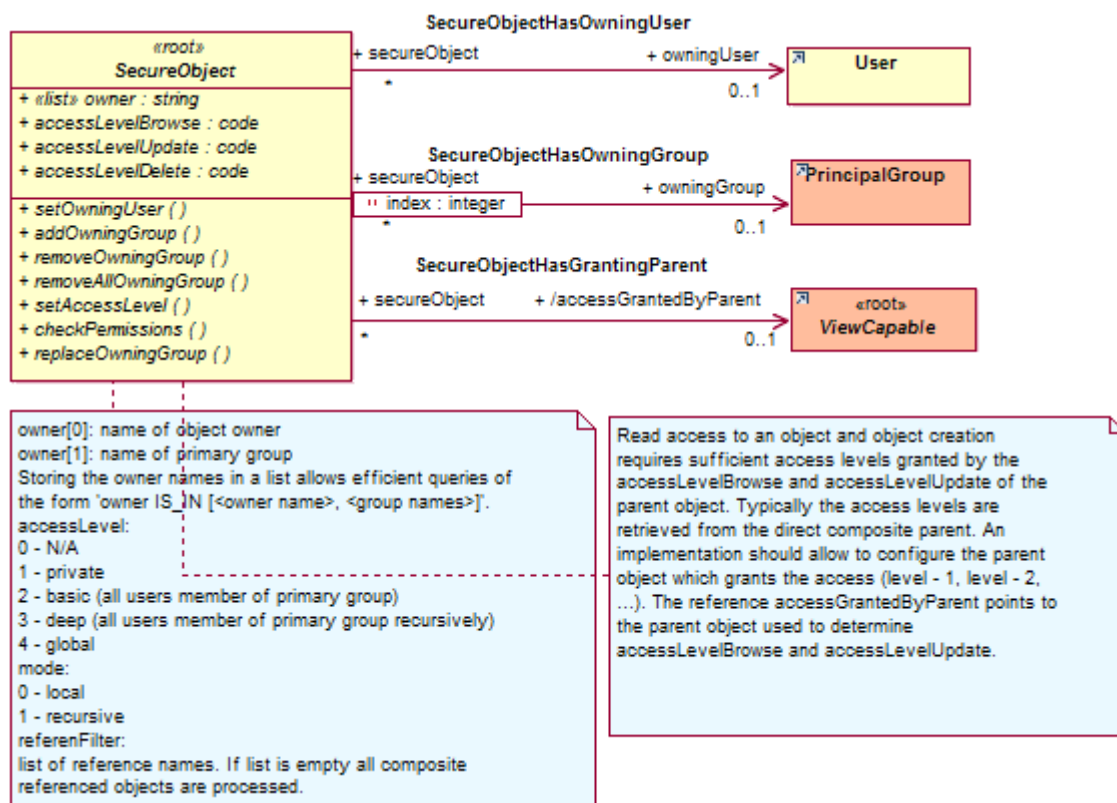 SecureObjectHasOwningUser
«root»
SecureObject
+ «list» owner : string
+ accessLevelBrowse : code
+ accessLevelUpdate : code
+ accessLevelDelete : code
+ setOwningUser ( )
+ addOwningGroup ( )
+ removeOwningGroup ( )
+ removeAllOwningGroup ( )
+ setAccessLevel ( )
+ checkPermissions ( )
+ replaceOwningGroup ( )
+ secureObject
+ owningUser
*
0..1
User
SecureObjectHasOwningGroup
+ secureObject
+ owningGroup
index : integer
*
0..1
PrincipalGroup
SecureObjectHasGrantingParent
+ secureObject
+ /accessGrantedByParent
*
0..1
«root»
ViewCapable
owner[0]: name of object owner
owner[1]: name of primary group
Storing the owner names in a list allows efficient queries of
the form 'owner IS_IN [<owner name>, <group names>]'.
accessLevel:
0 - N/A
1 - private
2 - basic (all users member of primary group)
3 - deep (all users member of primary group recursively)
4 - global
mode:
0 - local
1 - recursive
referenFilter:
list of reference names. If list is empty all composite
referenced objects are processed.
Read access to an object and object creation
requires sufficient access levels granted by the
accessLevelBrowse and accessLevelUpdate of the
parent object. Typically the access levels are
retrieved from the direct composite parent. An
implementation should allow to configure the parent
object which grants the access (level - 1, level - 2,
...). The reference accessGrantedByParent points to
the parent object used to determine
accessLevelBrowse and accessLevelUpdate.